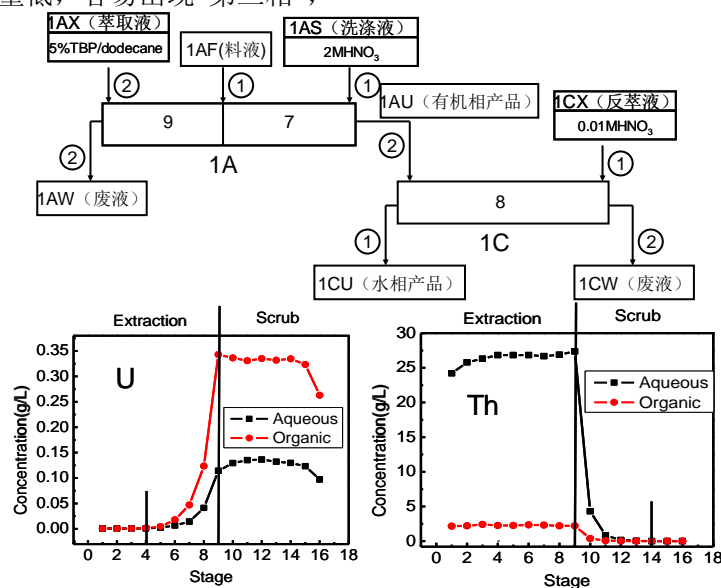 1AX（萃取液）
5%TBP/dodecane
1AF(料液)
1AS（洗涤液）
2MHNO3
2
1
1
1AU（有机相产品）
1CX（反萃液）
0.01MHNO3
9
7
2
1A
2
1
1AW（废液）
8
1
1C
2
1CU（水相产品）
1CW（废液）
Extraction
Scrub
U
Concentration(g/L)
0.35
0.30
0.25
0.20
0.15
0.10
0.05
0.00
Aqueous
Organic
0 2 4 6 8 10 12 14 16 18
Stage
Extraction
Scrub
Th
Concentration(g/L)
30
25
20
15
10
5
0
Aqueous
Organic
0 2 4 6 8 10 12 14 16 18
Stage